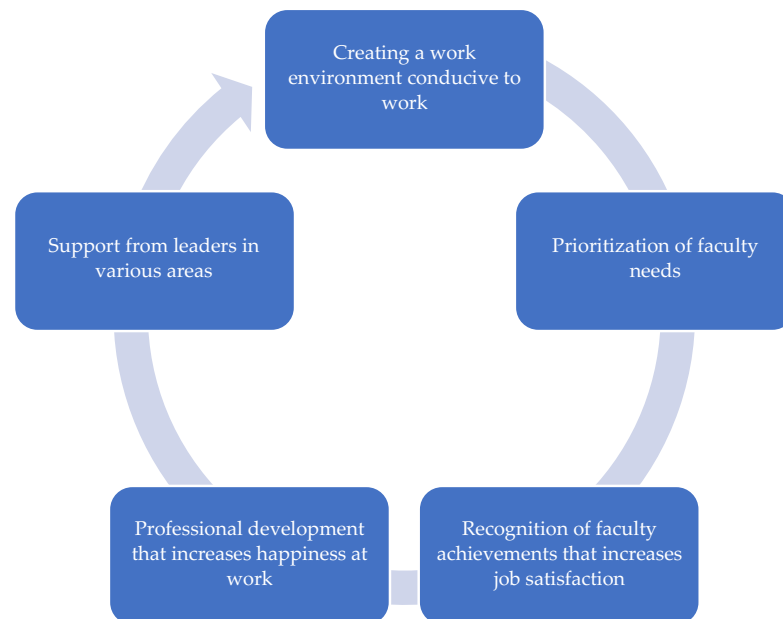 Creating a work
environment conducive to
work
Prioritization of faculty
needs
Recognition of faculty
achievements that increases
job satisfaction
Professional development
that increases happiness at
work
Support from leaders in
various areas